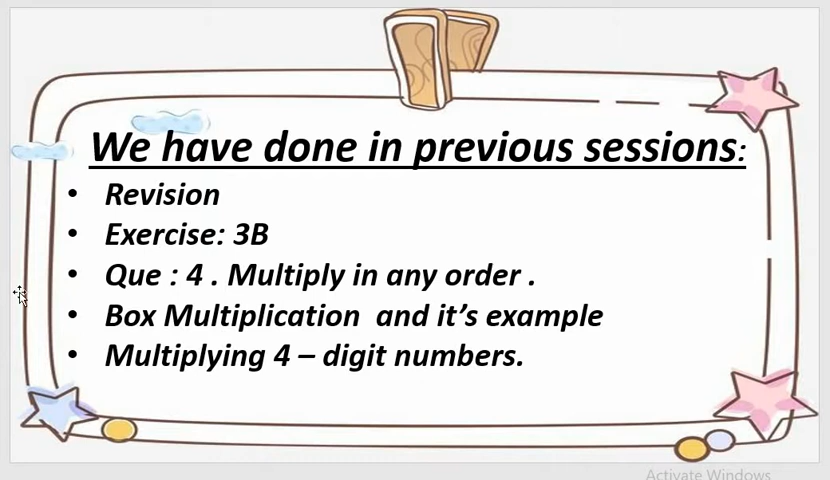 We have done in previous sessions:
• Revision
• Exercise: 3B
• Que : 4 . Multiply in any order .
• Box Multiplication  and it’s example
• Multiplying 4 – digit numbers.
Activate Windows